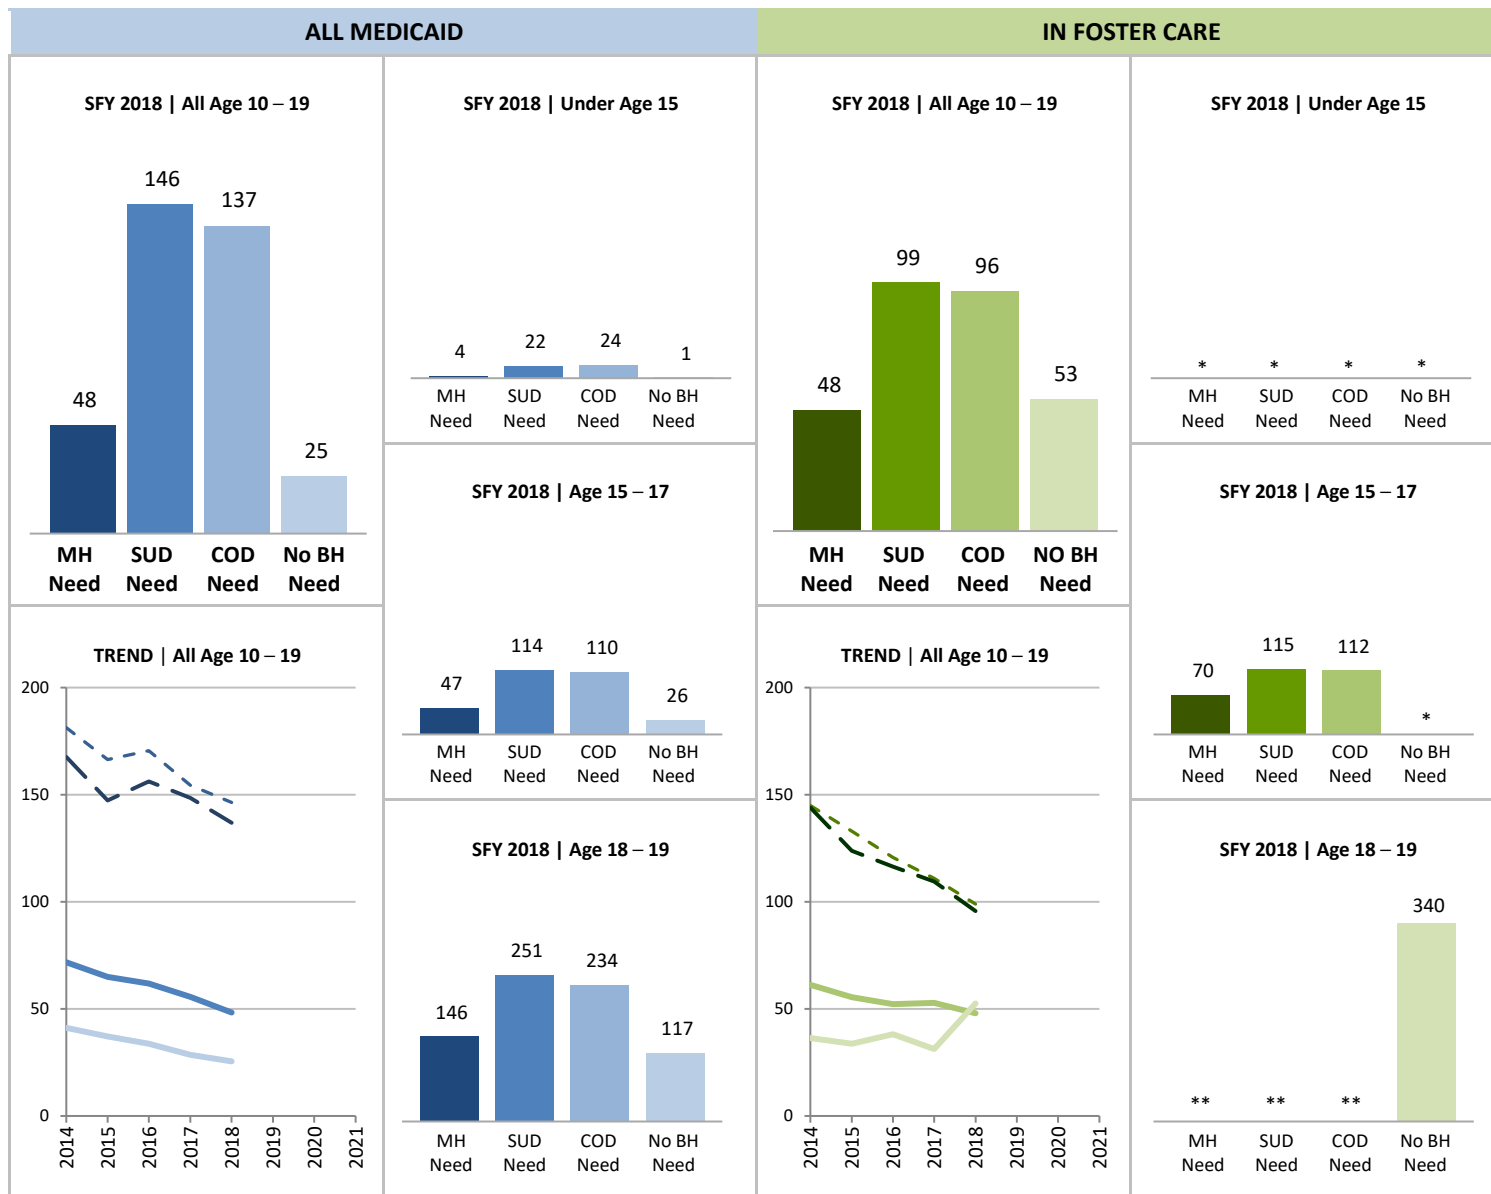 ALL MEDICAID
SFY 2018 | All Age 10 – 19
146
137
48
25
MH Need
SUD Need
COD Need
No BH Need
TREND | All Age 10 – 19
200
150
100
50
0
2014
2015
2016
2017
2018
2019
2020
2021
SFY 2018 | Under Age 15
4
22
24
1
MH Need
SUD Need
COD Need
No BH Need
SFY 2018 | Age 15 – 17
47
114
110
26
MH Need
SUD Need
COD Need
No BH Need
SFY 2018 | Age 18 – 19
146
251
234
117
MH Need
SUD Need
COD Need
No BH Need
IN FOSTER CARE
SFY 2018 | All Age 10 – 19
48
99
96
53
MH Need
SUD Need
COD Need
NO BH Need
TREND | All Age 10 – 19
200
150
100
50
0
2014
2015
2016
2017
2018
2019
2020
2021
SFY 2018 | Under Age 15
*
*
*
*
MH Need
SUD Need
COD Need
No BH Need
SFY 2018 | Age 15 – 17
70
115
112
*
MH Need
SUD Need
COD Need
No BH Need
SFY 2018 | Age 18 – 19
**
**
**
340
MH Need
SUD Need
COD Need
No BH Need